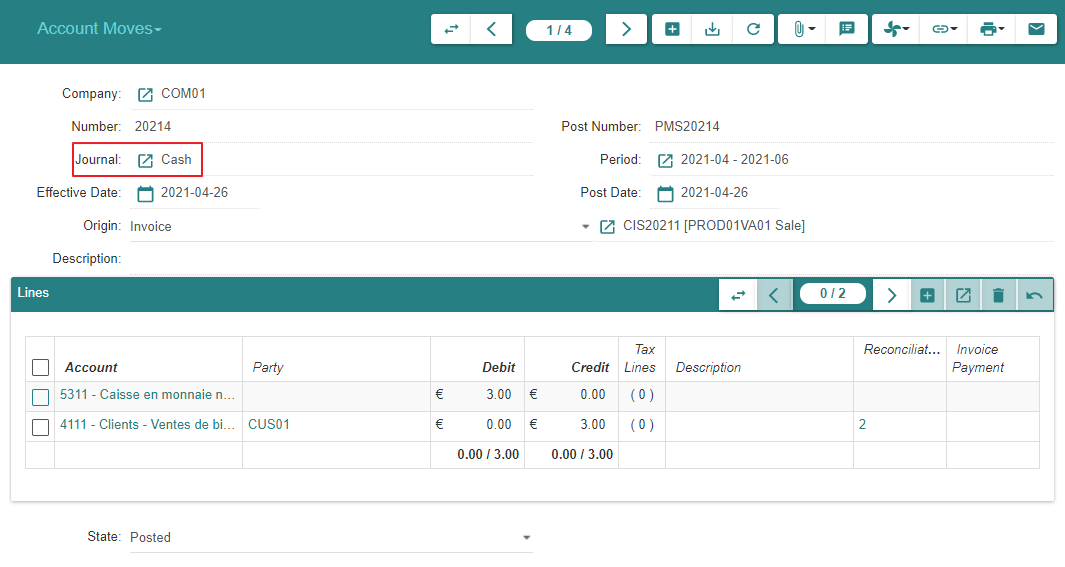 Account Moves
1 / 4
Company: COM01
Number: 20214
Post Number: PMS20214
Journal: Cash
Period: 2021-04 - 2021-06
Effective Date: 2021-04-26
Post Date: 2021-04-26
Origin: Invoice
CIS20211 [PROD01VA01 Sale]
Description:
Lines
0 / 2
Account Party Debit Credit Tax Lines Description Reconciliat... Invoice Payment
5311 - Caisse en monnaie n... € 3.00 € 0.00 ( 0 )
4111 - Clients - Ventes de bi... CUS01 € 0.00 € 3.00 ( 0 ) 2
0.00 / 3.00 0.00 / 3.00
State: Posted